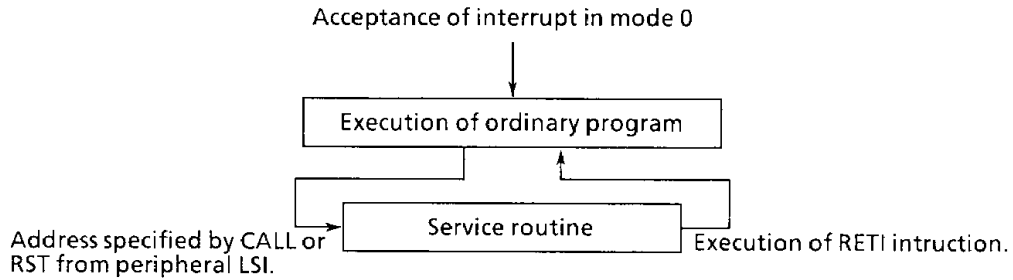 Acceptance of interrupt in mode 0
Execution of ordinary program
Service routine
Address specified by CALL or
RST from peripheral LSI.
Execution of RETI intruction.